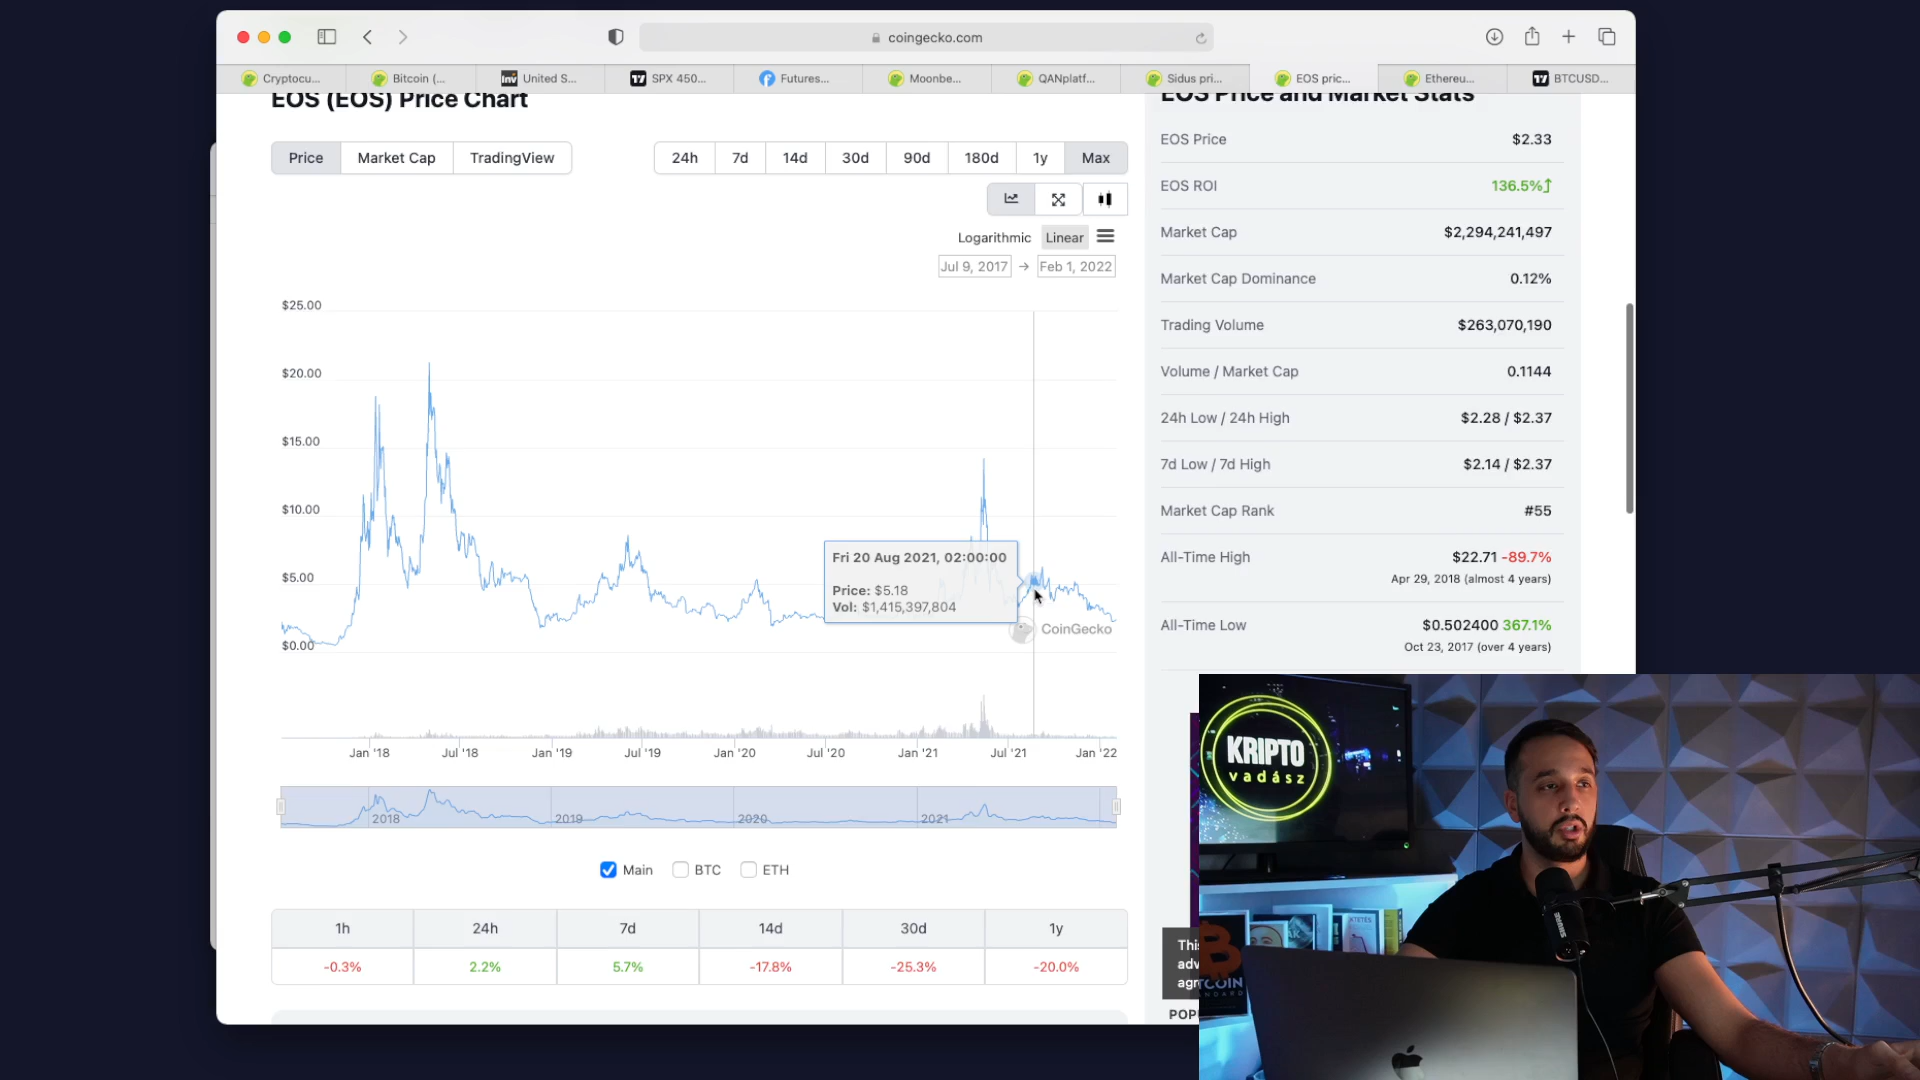 coingecko.com
Cryptocu...
Bitcoin (...
Inv United S...
SPX 450...
Futures...
Moonbe...
QANplatf...
Sidus pri...
EOS pric...
Ethereu...
BTCUSD...
EOS (EOS) Price Chart
Price
Market Cap
TradingView
24h
7d
14d
30d
90d
180d
1y
Max
Logarithmic
Linear
Jul 9, 2017 → Feb 1, 2022
$25.00
$20.00
$15.00
$10.00
$5.00
$0.00
Fri 20 Aug 2021, 02:00:00
Price: $5.18
Vol: $1,415,397,804
CoinGecko
Jan '18
Jul '18
Jan '19
Jul '19
Jan '20
Jul '20
Jan '21
Jul '21
Jan '22
2018
2019
2020
2021
Main
BTC
ETH
1h 24h 7d 14d 30d 1y
-0.3% 2.2% 5.7% -17.8% -25.3% -20.0%
EOS Price and Market Stats
EOS Price $2.33
EOS ROI 136.5%
Market Cap $2,294,241,497
Market Cap Dominance 0.12%
Trading Volume $263,070,190
Volume / Market Cap 0.1144
24h Low / 24h High $2.28 / $2.37
7d Low / 7d High $2.14 / $2.37
Market Cap Rank #55
All-Time High $22.71 -89.7%
Apr 29, 2018 (almost 4 years)
All-Time Low $0.502400 367.1%
Oct 23, 2017 (over 4 years)
KRIPTO
vadász
SHURE